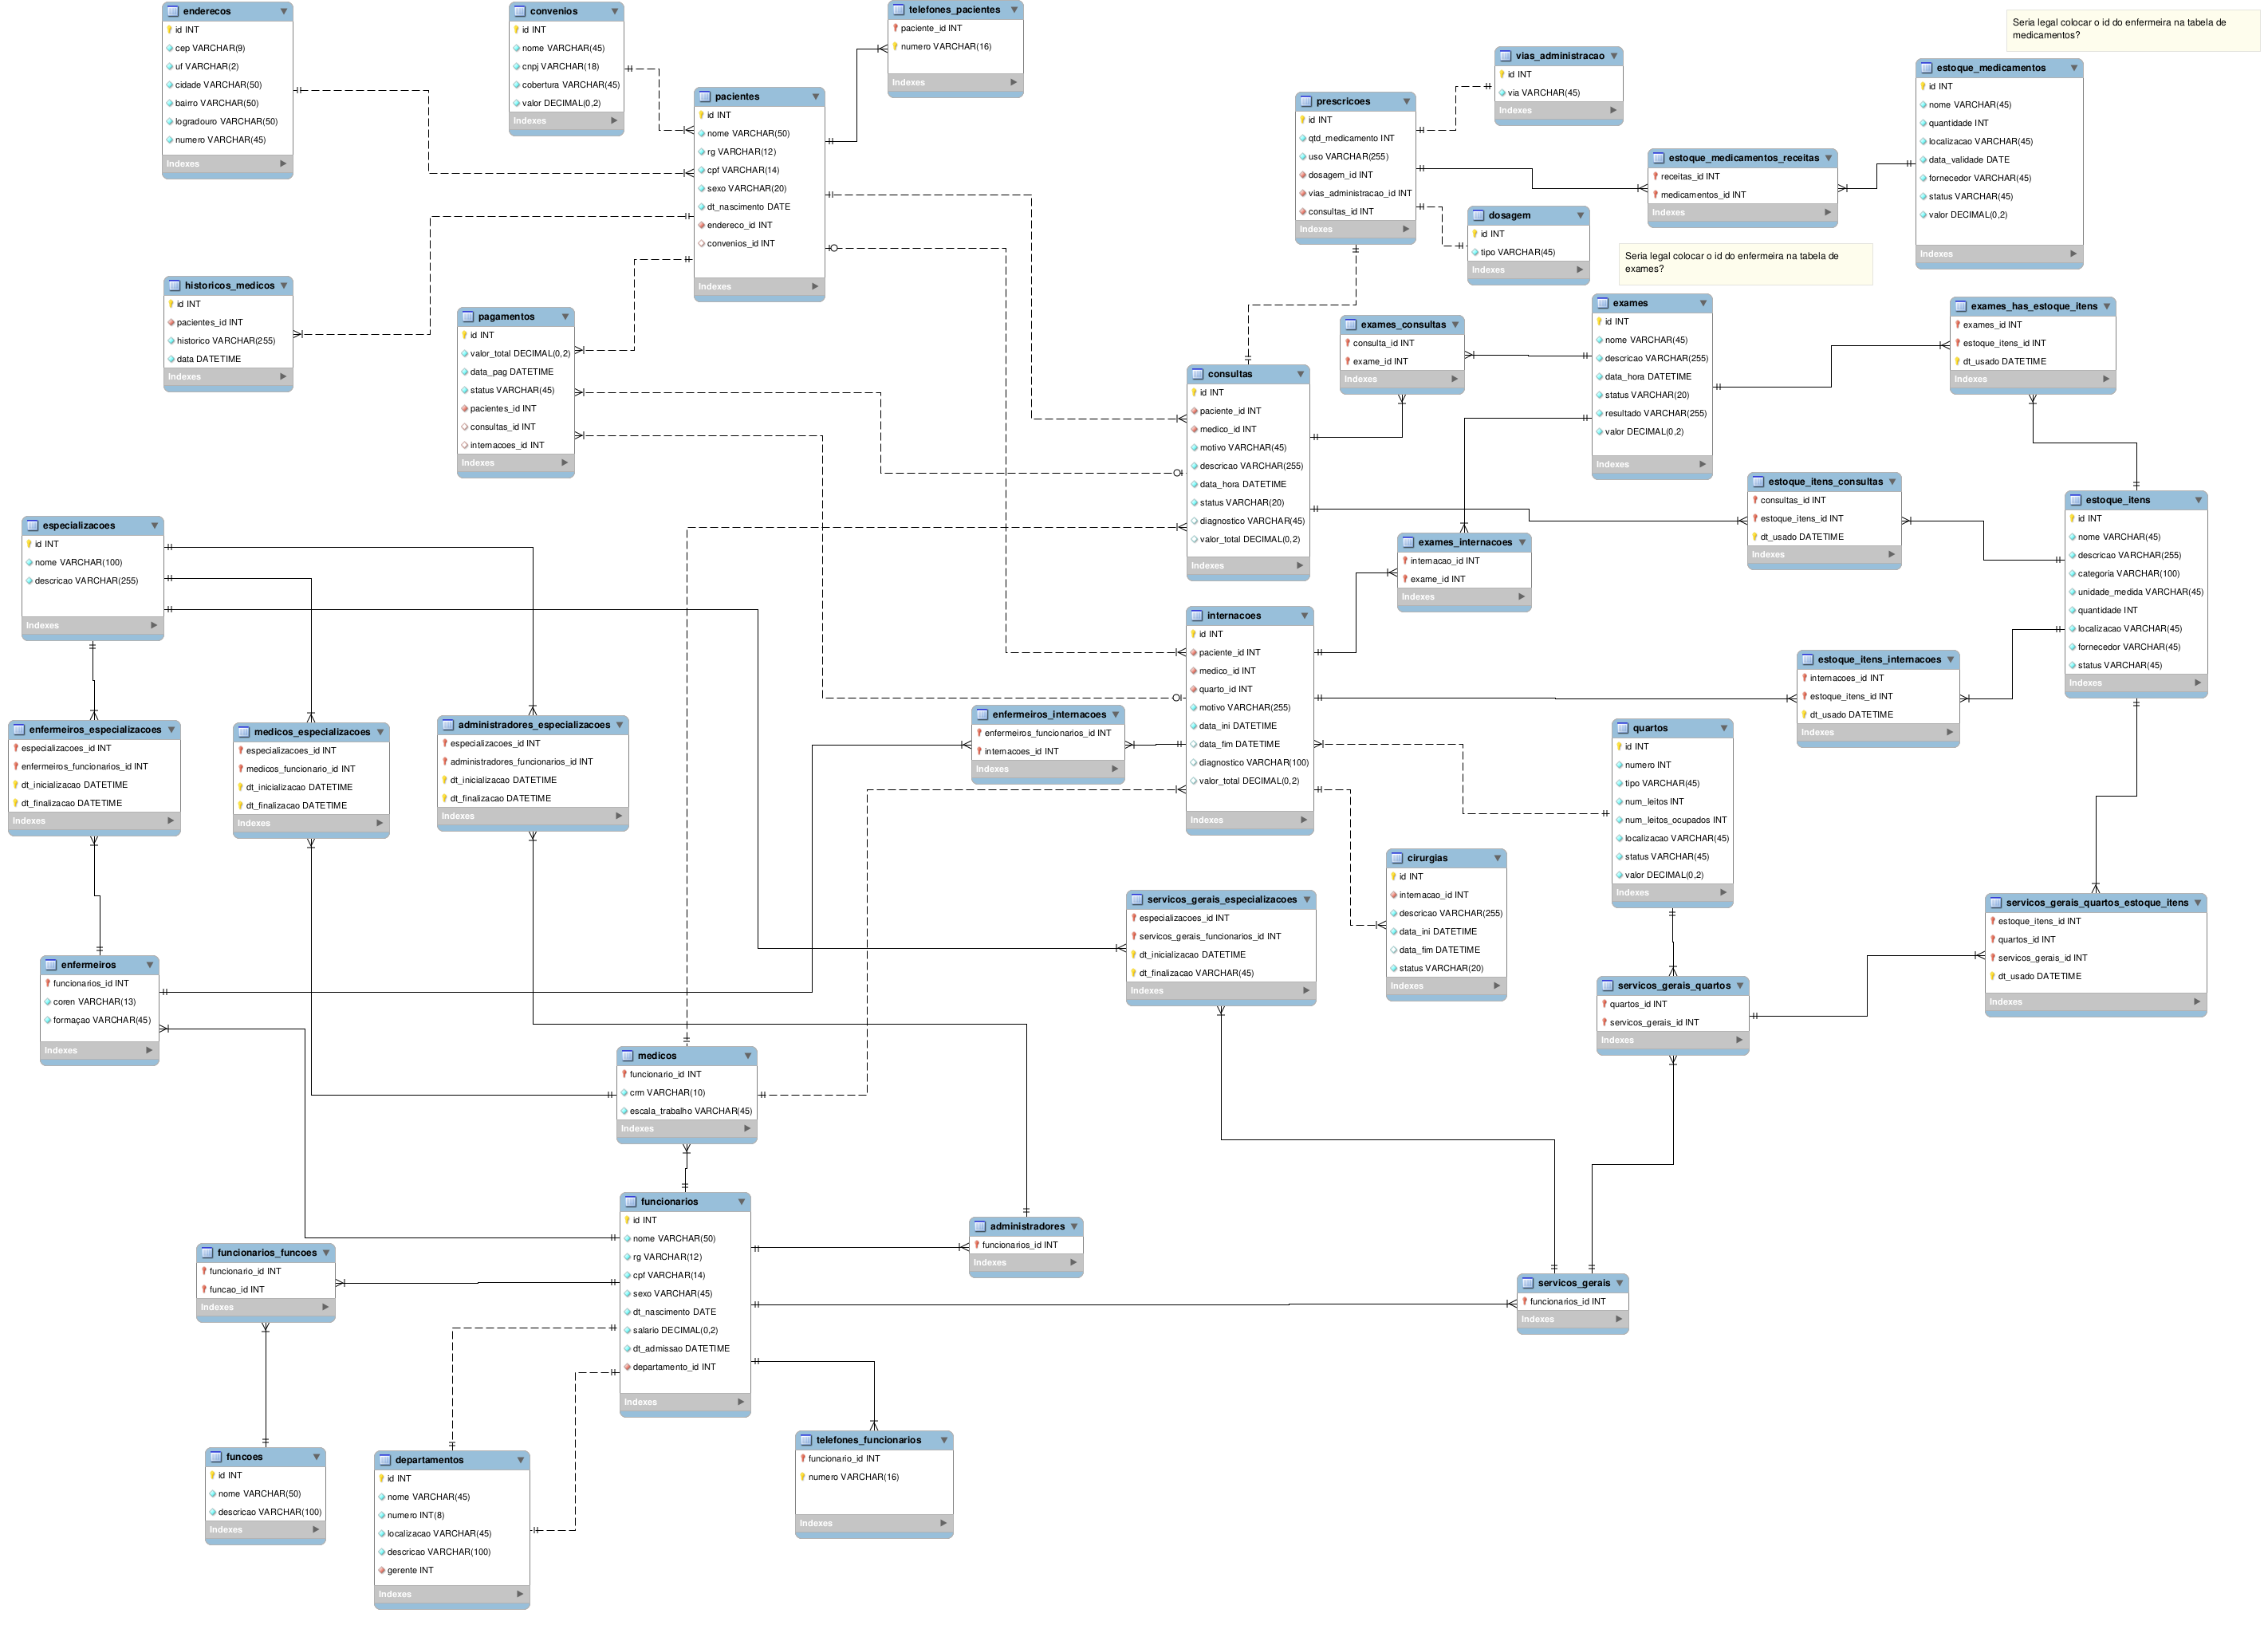 enderecos
id INT
cep VARCHAR(9)
uf VARCHAR(2)
cidade VARCHAR(50)
bairro VARCHAR(50)
logradouro VARCHAR(50)
numero VARCHAR(45)
Indexes
convenios
id INT
nome VARCHAR(45)
cnpj VARCHAR(18)
cobertura VARCHAR(45)
valor DECIMAL(0,2)
Indexes
telefones_pacientes
paciente_id INT
numero VARCHAR(16)
Indexes
pacientes
id INT
nome VARCHAR(50)
rg VARCHAR(12)
cpf VARCHAR(14)
sexo VARCHAR(20)
dt_nascimento DATE
endereco_id INT
convenios_id INT
Indexes
Seria legal colocar o id do enfermeira na tabela de
medicamentos?
vias_administracao
id INT
via VARCHAR(45)
Indexes
estoque_medicamentos
id INT
nome VARCHAR(45)
quantidade INT
localizacao VARCHAR(45)
data_validade DATE
fornecedor VARCHAR(45)
status VARCHAR(45)
valor DECIMAL(0,2)
Indexes
prescricoes
id INT
qtd_medicamento INT
uso VARCHAR(255)
dosagem_id INT
vias_administracao_id INT
consultas_id INT
Indexes
estoque_medicamentos_receitas
receitas_id INT
medicamentos_id INT
Indexes
dosagem
id INT
tipo VARCHAR(45)
Indexes
Seria legal colocar o id do enfermeira na tabela de
exames?
historicos_medicos
id INT
pacientes_id INT
historico VARCHAR(255)
data DATETIME
Indexes
pagamentos
id INT
valor_total DECIMAL(0,2)
data_pag DATETIME
status VARCHAR(45)
pacientes_id INT
consultas_id INT
internacoes_id INT
Indexes
exames_consultas
consulta_id INT
exame_id INT
Indexes
exames
id INT
nome VARCHAR(45)
descricao VARCHAR(255)
data_hora DATETIME
status VARCHAR(20)
resultado VARCHAR(255)
valor DECIMAL(0,2)
Indexes
exames_has_estoque_itens
exames_id INT
estoque_itens_id INT
dt_usado DATETIME
Indexes
consultas
id INT
paciente_id INT
medico_id INT
motivo VARCHAR(45)
descricao VARCHAR(255)
data_hora DATETIME
status VARCHAR(20)
diagnostico VARCHAR(45)
valor_total DECIMAL(0,2)
Indexes
estoque_itens_consultas
consultas_id INT
estoque_itens_id INT
dt_usado DATETIME
Indexes
estoque_itens
id INT
nome VARCHAR(45)
descricao VARCHAR(255)
categoria VARCHAR(100)
unidade_medida VARCHAR(45)
quantidade INT
localizacao VARCHAR(45)
fornecedor VARCHAR(45)
status VARCHAR(45)
Indexes
especializacoes
id INT
nome VARCHAR(100)
descricao VARCHAR(255)
Indexes
exames_internacoes
internacao_id INT
exame_id INT
Indexes
internacoes
id INT
paciente_id INT
medico_id INT
quarto_id INT
motivo VARCHAR(255)
data_ini DATETIME
data_fim DATETIME
diagnostico VARCHAR(100)
valor_total DECIMAL(0,2)
Indexes
estoque_itens_internacoes
internacoes_id INT
estoque_itens_id INT
dt_usado DATETIME
Indexes
enfermeiros_especializacoes
especializacoes_id INT
enfermeiros_funcionarios_id INT
dt_inicialização DATETIME
dt_finalizacao DATETIME
Indexes
medicos_especializacoes
especializacoes_id INT
medicos_funcionario_id INT
dt_inicializacao DATETIME
dt_finalizacao DATETIME
Indexes
administradores_especializacoes
especializacoes_id INT
administradores_funcionarios_id INT
dt_inicializacao DATETIME
dt_finalizacao DATETIME
Indexes
enfermeiros_internacoes
enfermeiros_funcionarios_id INT
internacoes_id INT
Indexes
quartos
id INT
numero INT
tipo VARCHAR(45)
num_leitos INT
num_leitos_ocupados INT
localizacao VARCHAR(45)
status VARCHAR(45)
valor DECIMAL(0,2)
Indexes
cirurgias
id INT
internacao_id INT
descricao VARCHAR(255)
data_ini DATETIME
data_fim DATETIME
status VARCHAR(20)
Indexes
servicos_gerais_especializacoes
especializacoes_id INT
servicos_gerais_funcionarios_id INT
dt_inicializacao DATETIME
dt_finalizacao VARCHAR(45)
Indexes
servicos_gerais_quartos_estoque_itens
estoque_itens_id INT
quartos_id INT
servicos_gerais_id INT
dt_usado DATETIME
Indexes
enfermeiros
funcionarios_id INT
coren VARCHAR(13)
formaçao VARCHAR(45)
Indexes
servicos_gerais_quartos
quartos_id INT
servicos_gerais_id INT
Indexes
medicos
funcionario_id INT
crm VARCHAR(10)
escala_trabalho VARCHAR(45)
Indexes
funcionarios
id INT
nome VARCHAR(50)
rg VARCHAR(12)
cpf VARCHAR(14)
sexo VARCHAR(45)
dt_nascimento DATE
salario DECIMAL(0,2)
dt_admissao DATETIME
departamento_id INT
Indexes
administradores
funcionarios_id INT
Indexes
funcionarios_funcoes
funcionario_id INT
funcao_id INT
Indexes
servicos_gerais
funcionarios_id INT
Indexes
funcoes
id INT
nome VARCHAR(50)
descricao VARCHAR(100)
Indexes
departamentos
id INT
nome VARCHAR(45)
numero INT(8)
localizacao VARCHAR(45)
descricao VARCHAR(100)
gerente INT
Indexes
telefones_funcionarios
funcionario_id INT
numero VARCHAR(16)
Indexes